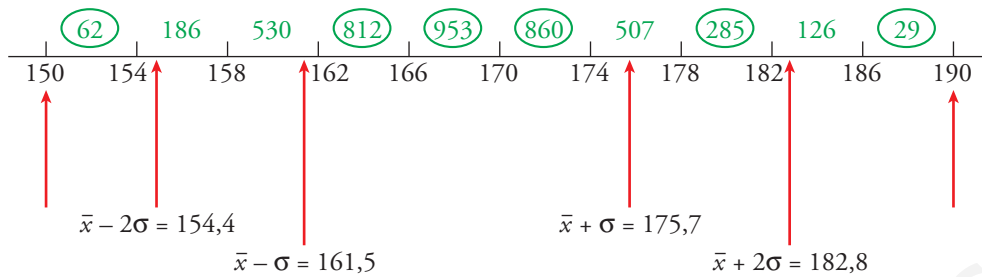 62 186 530 812 953 860 507 285 126 29
150 154 158 162 166 170 174 178 182 186 190
x̄ – 2σ = 154,4
x̄ + σ = 175,7
x̄ – σ = 161,5
x̄ + 2σ = 182,8